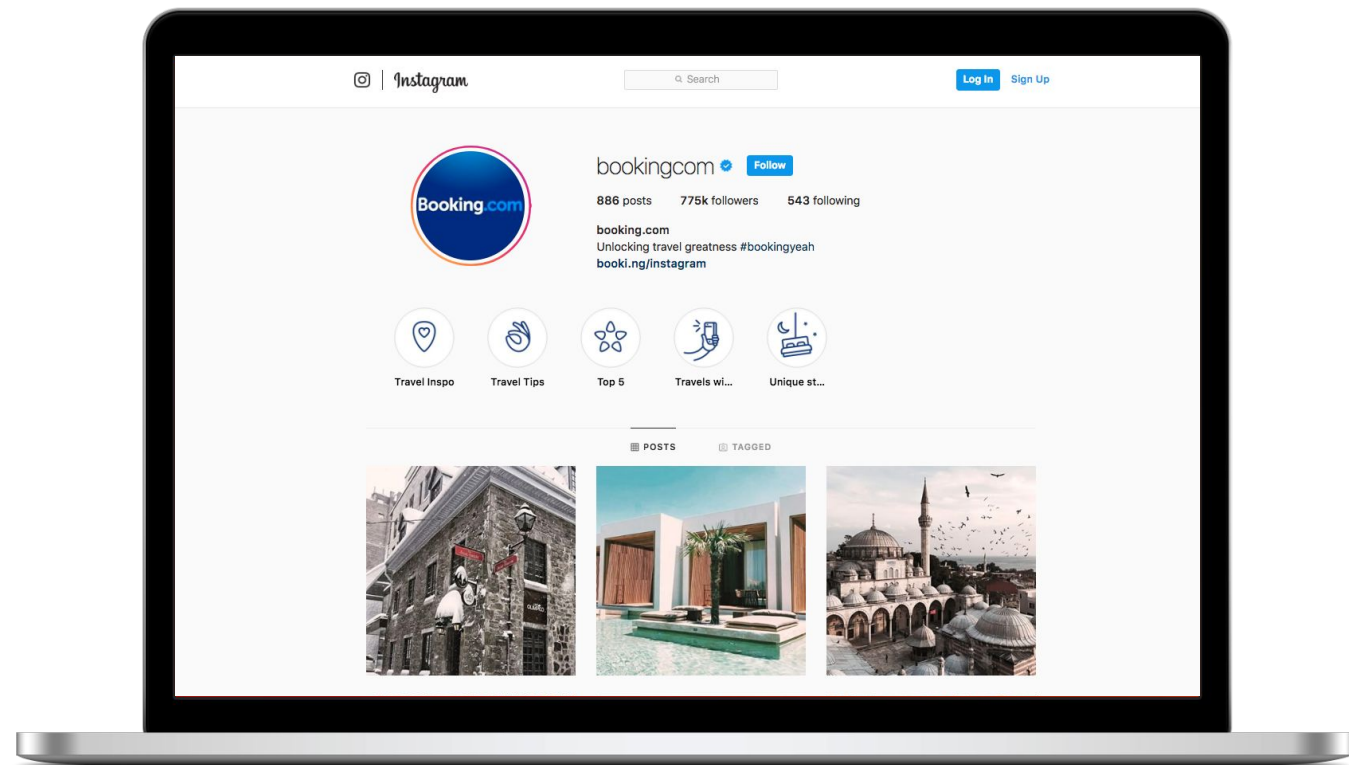 Instagram
Search
Log In
Sign Up
Booking.com
bookingcom
Follow
886 posts 775k followers 543 following
booking.com
Unlocking travel greatness #bookingyeah
booki.ng/instagram
Travel Inspo
Travel Tips
Top 5
Travels wi...
Unique st...
POSTS
TAGGED